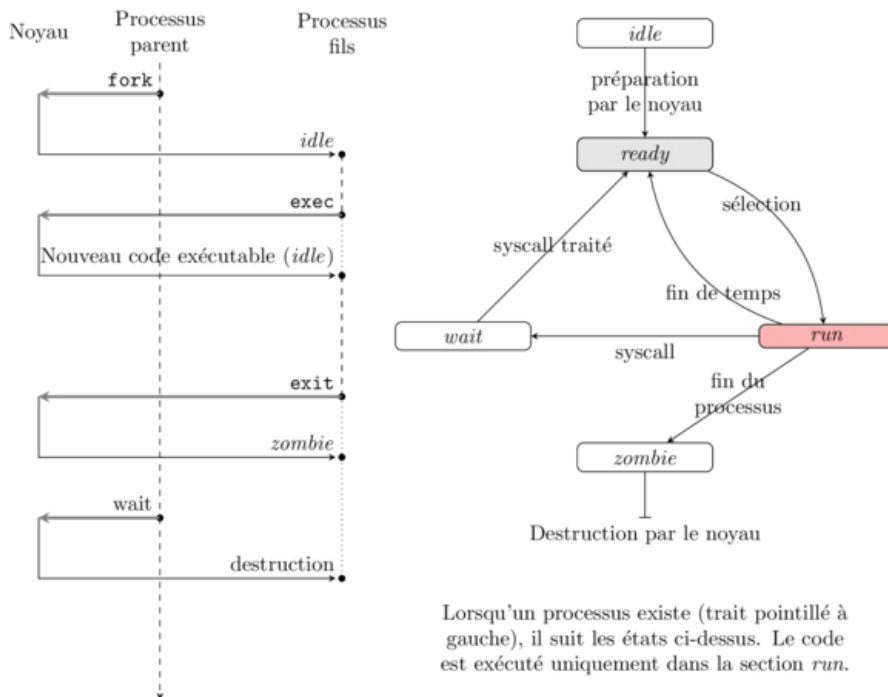 Noyau
Processus
parent
Processus
fils
fork
idle
exec
Nouveau code exécutable (idle)
exit
zombie
wait
destruction
idle
préparation
par le noyau
ready
sélection
syscall traité
fin de temps
wait
run
syscall
fin du
processus
zombie
Destruction par le noyau
Lorsqu'un processus existe (trait pointillé à
gauche), il suit les états ci-dessus. Le code
est exécuté uniquement dans la section run.